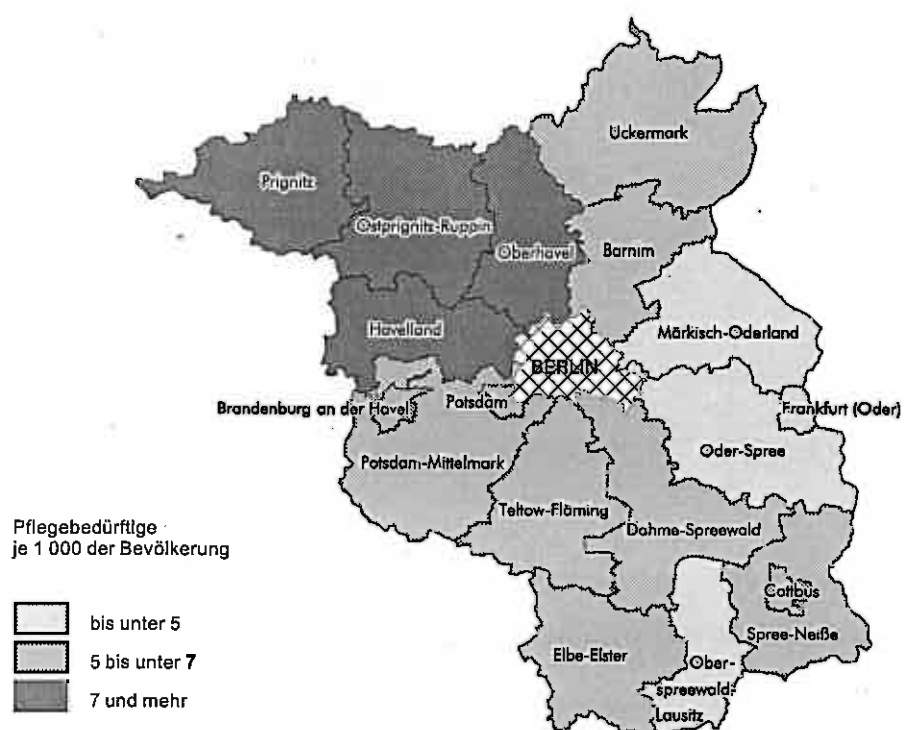 Uckermark
Prignitz
Ostprignitz-Ruppin
Oberhavel
Barnim
Havelland
Märkisch-Oderland
BERLIN
Potsdam
Brandenburg an der Havel
Frankfurt (Oder)
Oder-Spree
Potsdam-Mittelmark
Teltow-Fläming
Dahme-Spreewald
Cottbus
Spree-Neiße
Elbe-Elster
Ober-
spreewald-
Lausitz
Pflegebedürftige
je 1 000 der Bevölkerung
bis unter 5
5 bis unter 7
7 und mehr